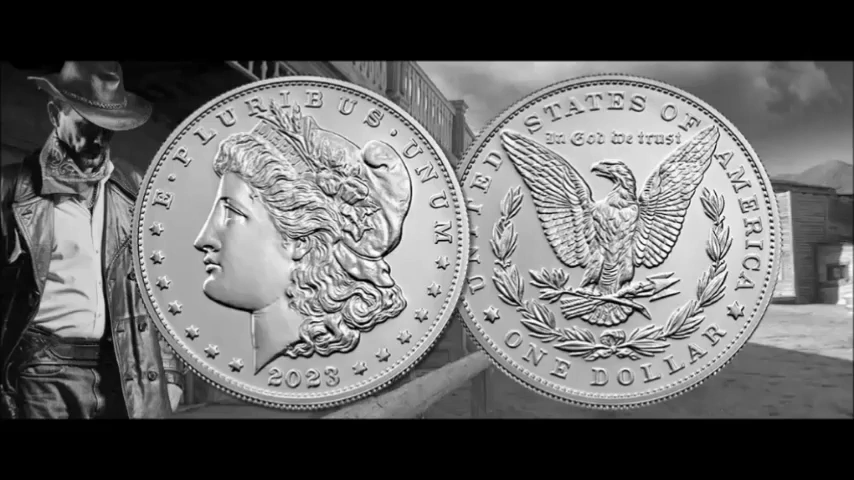 E · PLURIBUS · UNUM
2023
UNITED STATES OF AMERICA
In God we trust
ONE DOLLAR